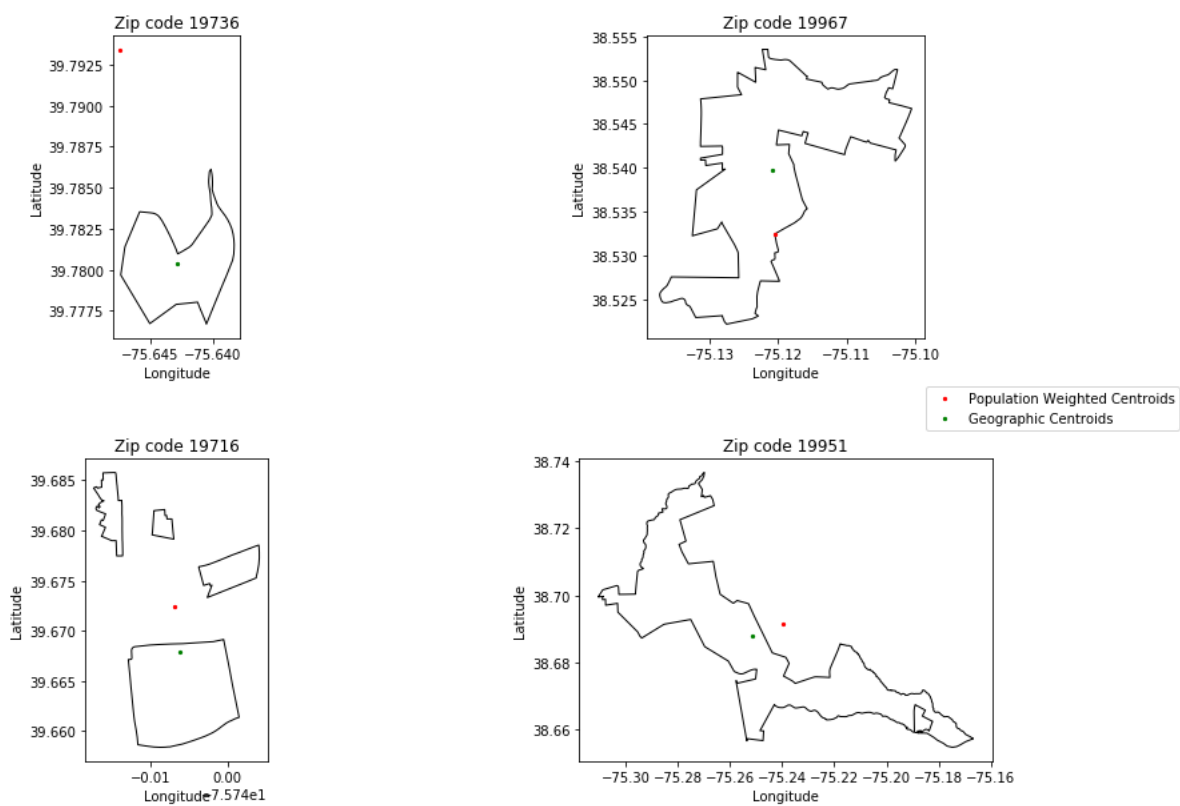 Zip code 19736
39.7925
39.7900
39.7875
39.7850
39.7825
39.7800
39.7775
Latitude
−75.645 −75.640
Longitude
Zip code 19967
38.555
38.550
38.545
38.540
38.535
38.530
38.525
Latitude
−75.13 −75.12 −75.11 −75.10
Longitude
Population Weighted Centroids
Geographic Centroids
Zip code 19716
39.685
39.680
39.675
39.670
39.665
39.660
Latitude
−0.01 0.00
Longitude −7.574e1
Zip code 19951
38.74
38.72
38.70
38.68
38.66
Latitude
−75.30 −75.28 −75.26 −75.24 −75.22 −75.20 −75.18 −75.16
Longitude